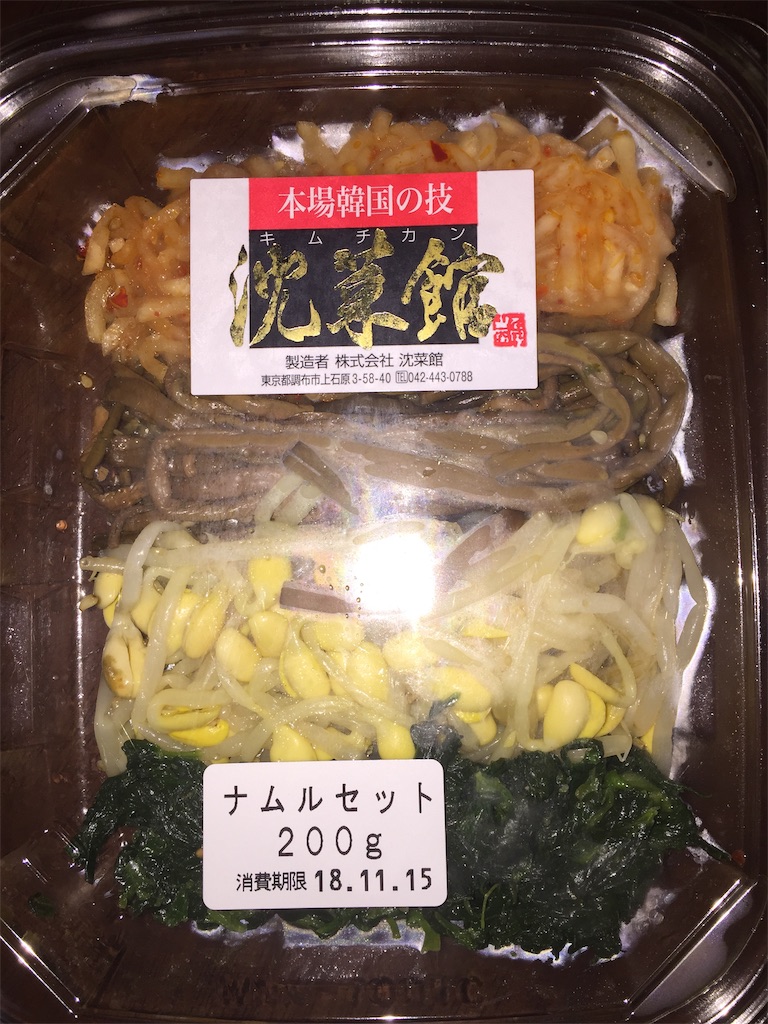 本場韓国の技
キムチカン
沈菜館
製造者 株式会社 沈菜館
東京都調布市上石原3-58-40 ℡042-443-0788
ナムルセット
200g
消費期限 18.11.15